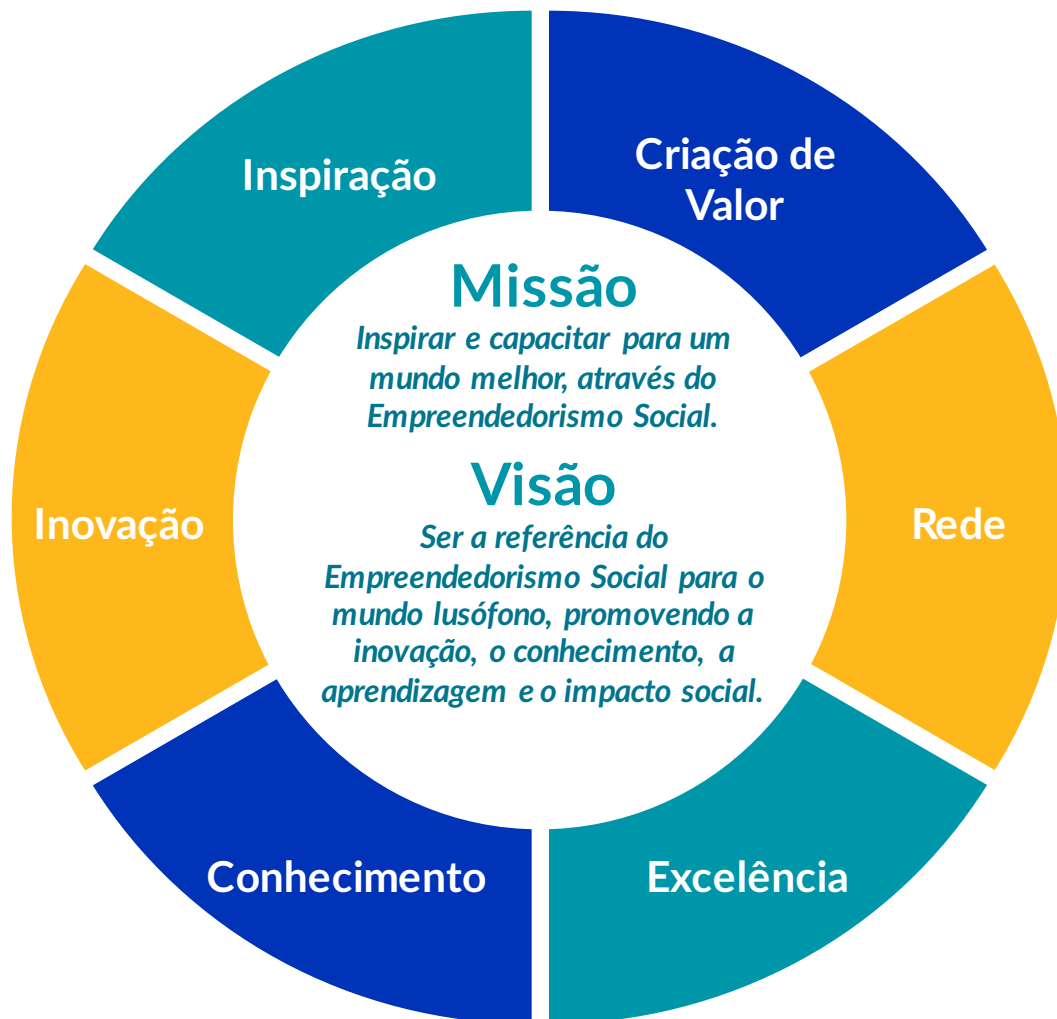 Inspiração
Criação de
Valor
Missão
Inspirar e capacitar para um
mundo melhor, através do
Empreendedorismo Social.
Visão
Ser a referência do
Empreendedorismo Social para o
mundo lusófono, promovendo a
inovação, o conhecimento, a
aprendizagem e o impacto social.
Inovação
Rede
Conhecimento
Excelência